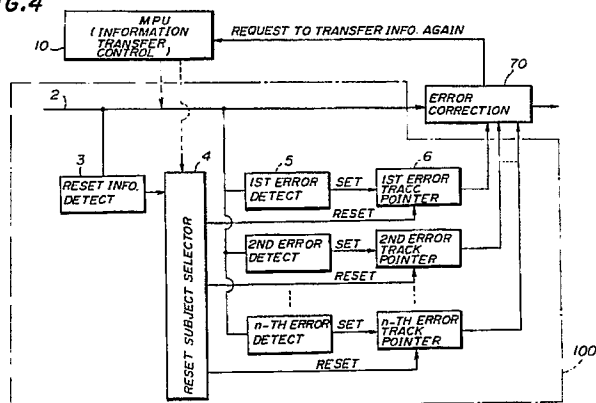 FIG.4
MPU
(INFORMATION
TRANSFER
CONTROL)
10
REQUEST TO TRANSFER INFO. AGAIN
70
2
ERROR
CORRECTION
3
4
5
6
RESET INFO.
DETECT
RESET SUBJECT SELECTOR
1ST ERROR
DETECT
SET
1ST ERROR
TRACC
POINTER
RESET
2ND ERROR
DETECT
SET
2ND ERROR
TRACK
POINTER
RESET
n-TH ERROR
DETECT
SET
n-TH ERROR
TRACK
POINTER
RESET
100